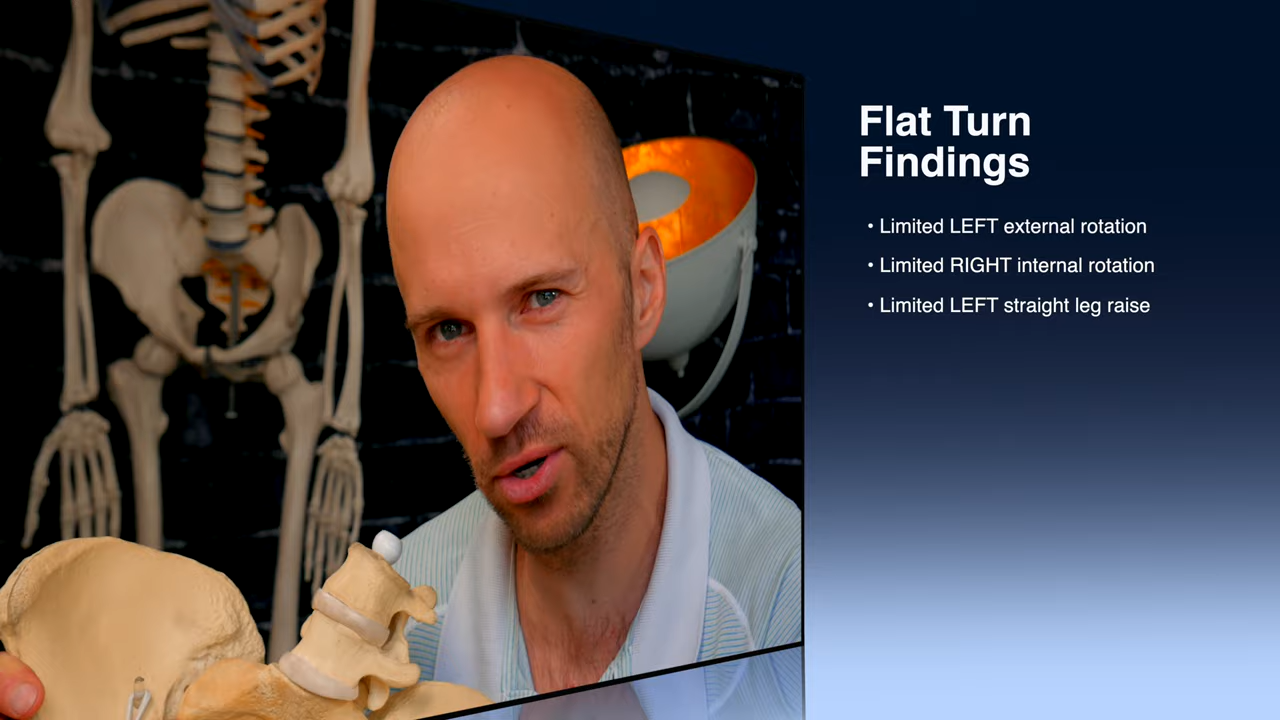 Flat Turn
Findings
• Limited LEFT external rotation
• Limited RIGHT internal rotation
• Limited LEFT straight leg raise